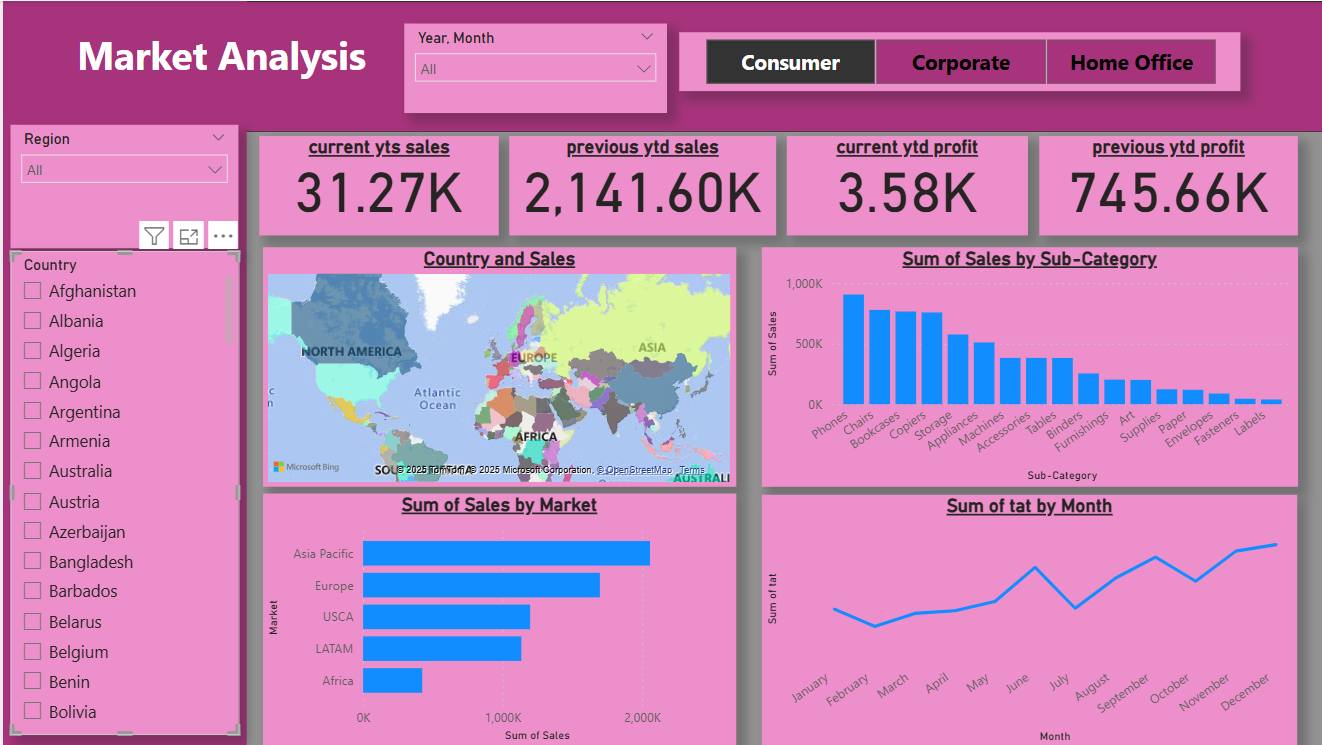 Market Analysis
Year, Month
All
Consumer
Corporate
Home Office
Region
All
current yts sales
31.27K
previous ytd sales
2,141.60K
current ytd profit
3.58K
previous ytd profit
745.66K
Country
Afghanistan
Albania
Algeria
Angola
Argentina
Armenia
Australia
Austria
Azerbaijan
Bangladesh
Barbados
Belarus
Belgium
Benin
Bolivia
Country and Sales
NORTH AMERICA
EUROPE
ASIA
Atlantic
Ocean
AFRICA
AUSTRALI
Microsoft Bing
© 2025 TomTom, © 2025 Microsoft Corporation, © OpenStreetMap Terms
Sum of Sales by Sub-Category
Sum of Sales
1,000K
500K
0K
Phones
Chairs
Bookcases
Copiers
Storage
Appliances
Machines
Accessories
Tables
Binders
Furnishings
Art
Supplies
Paper
Envelopes
Fasteners
Labels
Sub-Category
Sum of Sales by Market
Market
Asia Pacific
Europe
USCA
LATAM
Africa
0K
1,000K
2,000K
Sum of Sales
Sum of tat by Month
Sum of tat
January
February
March
April
May
June
July
August
September
October
November
December
Month